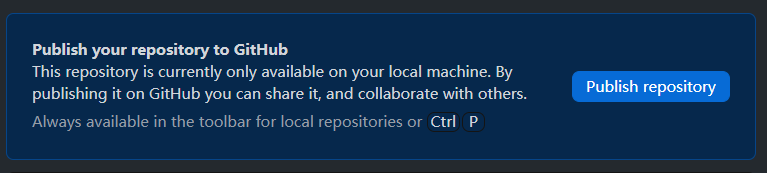 Publish your repository to GitHub
This repository is currently only available on your local machine. By
publishing it on GitHub you can share it, and collaborate with others.
Publish repository
Always available in the toolbar for local repositories or Ctrl P